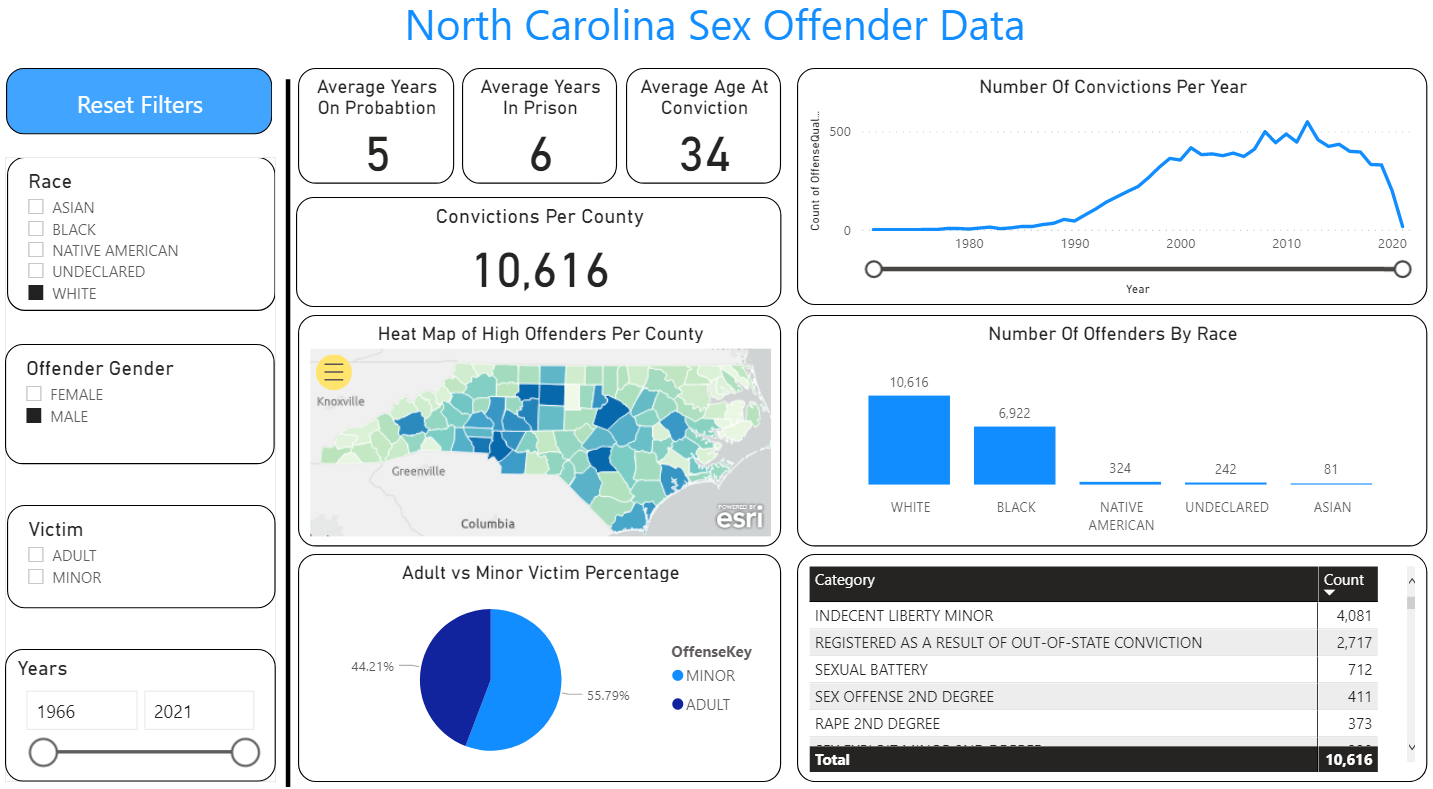 North Carolina Sex Offender Data
Reset Filters
Race
ASIAN
BLACK
NATIVE AMERICAN
UNDECLARED
WHITE
Offender Gender
FEMALE
MALE
Victim
ADULT
MINOR
Years
1966
2021
Average Years
On Probabtion
5
Average Years
In Prison
6
Average Age At
Conviction
34
Convictions Per County
10,616
Heat Map of High Offenders Per County
Knoxville
Greenville
Columbia
POWERED BY
esri
Adult vs Minor Victim Percentage
44.21%
55.79%
OffenseKey
MINOR
ADULT
Number Of Convictions Per Year
Count of OffenseQual...
500
0
1980
1990
2000
2010
2020
Year
Number Of Offenders By Race
10,616
6,922
324
242
81
WHITE
BLACK
NATIVE
AMERICAN
UNDECLARED
ASIAN
Category Count
INDECENT LIBERTY MINOR 4,081
REGISTERED AS A RESULT OF OUT-OF-STATE CONVICTION 2,717
SEXUAL BATTERY 712
SEX OFFENSE 2ND DEGREE 411
RAPE 2ND DEGREE 373
Total 10,616